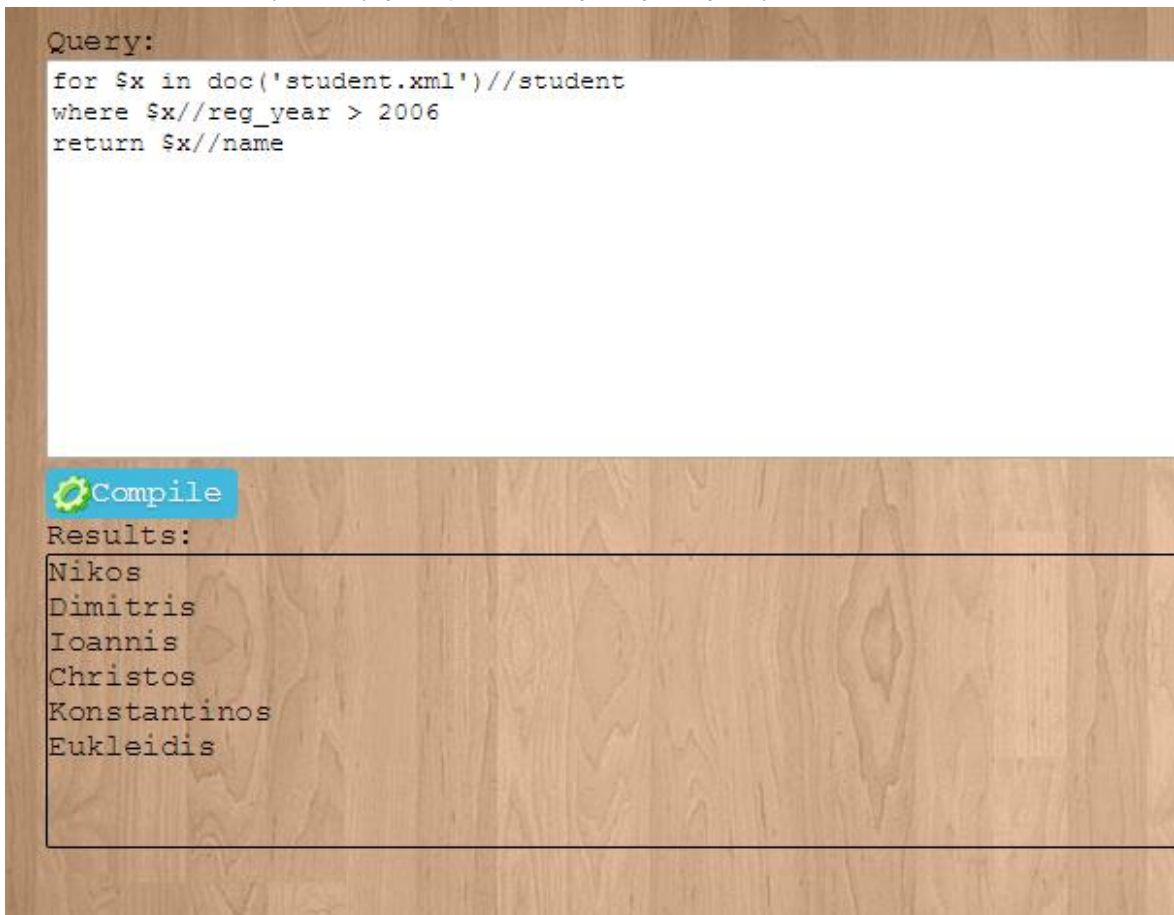 Query:
for $x in doc('student.xml')//student
where $x//reg_year > 2006
return $x//name
Compile
Results:
Nikos
Dimitris
Ioannis
Christos
Konstantinos
Eukleidis